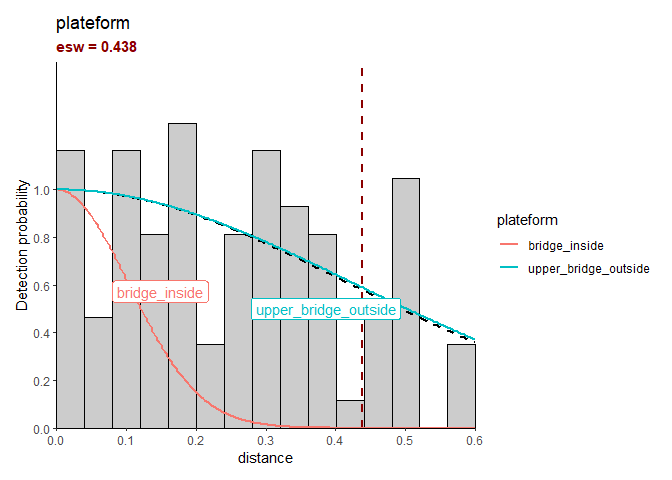 plateform
esw = 0.438
Detection probability
1.0
0.8
0.6
0.4
0.2
0.0
bridge_inside
upper_bridge_outside
0.0 0.1 0.2 0.3 0.4 0.5 0.6
distance
plateform
bridge_inside
upper_bridge_outside